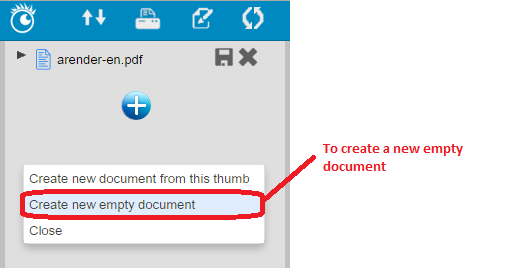 arender-en.pdf
To create a new empty
document
Create new document from this thumb
Create new empty document
Close